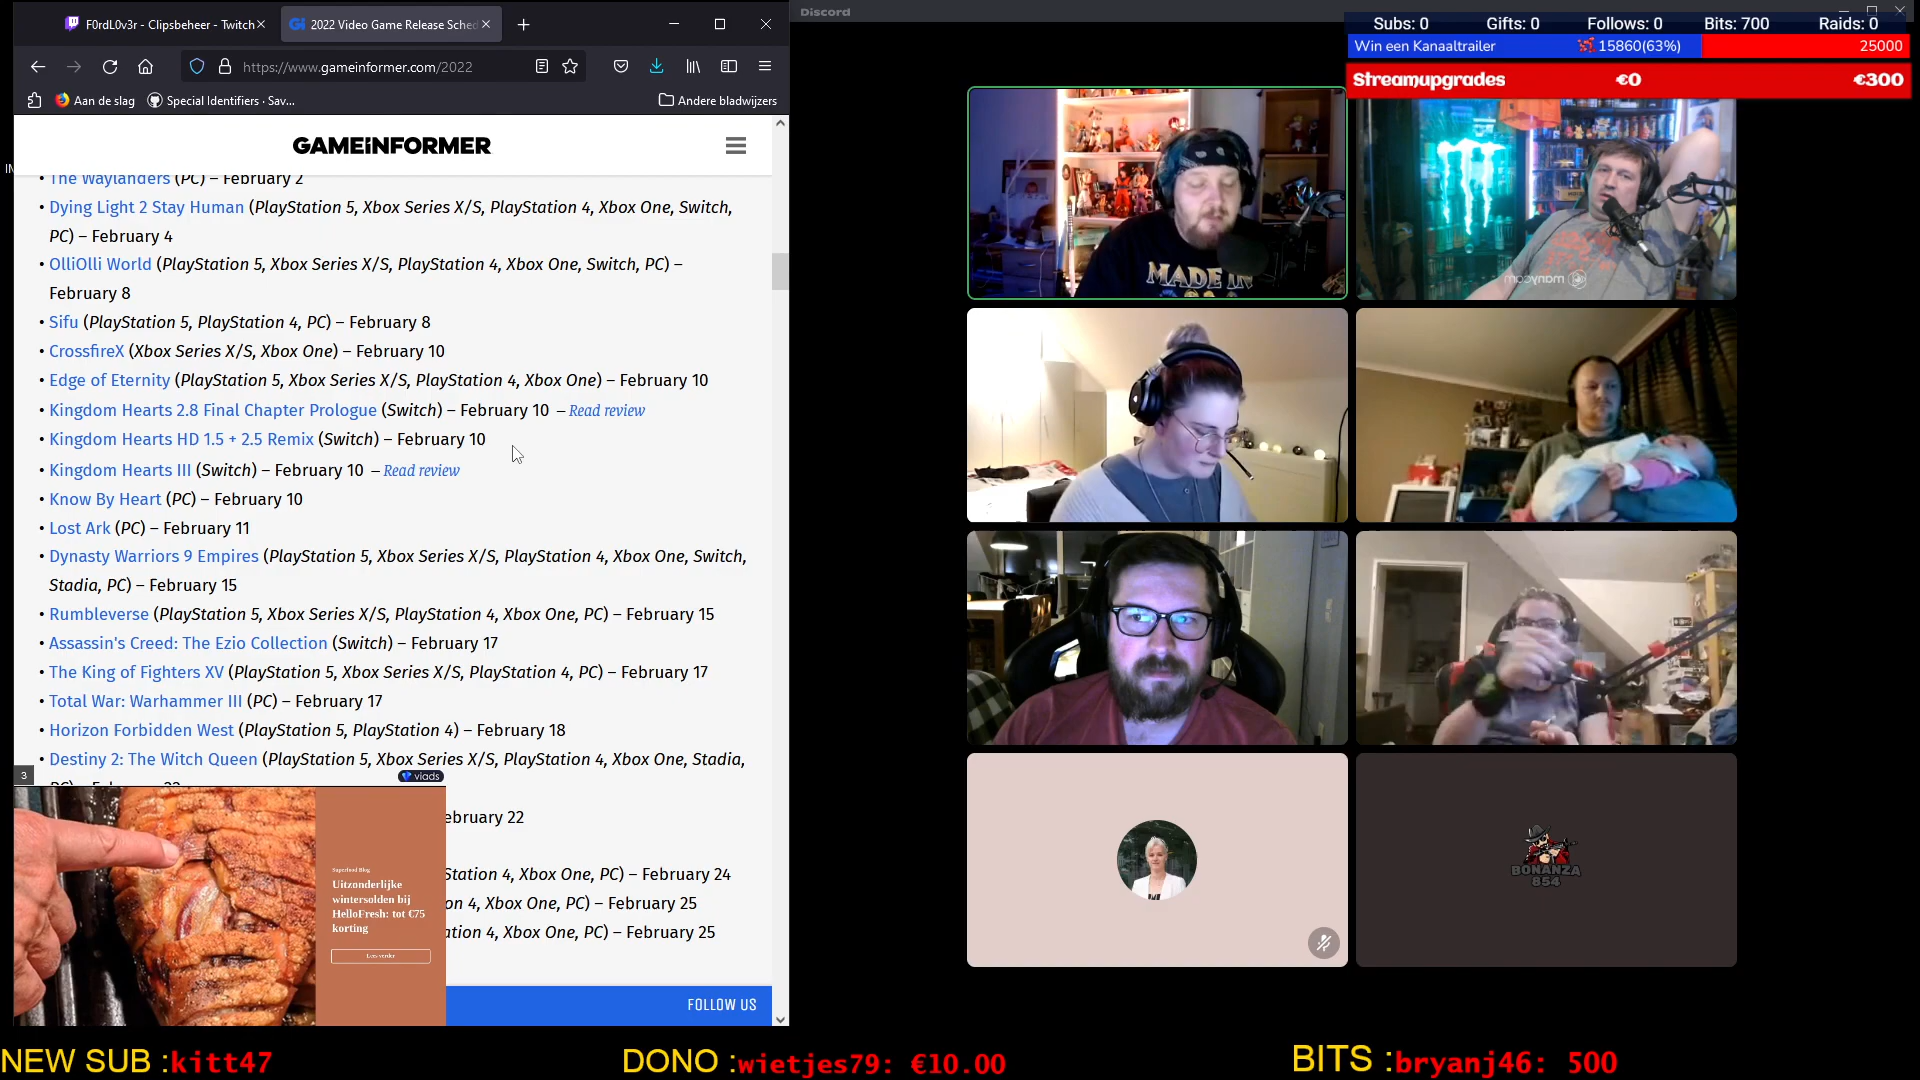 F0rdL0v3r - Clipsbeheer - Twitch
2022 Video Game Release Sched
https://www.gameinformer.com/2022
Aan de slag
Special Identifiers · Sav...
Andere bladwijzers
GAMEINFORMER
• The Waylanders (PC) – February 2
• Dying Light 2 Stay Human (PlayStation 5, Xbox Series X/S, PlayStation 4, Xbox One, Switch,
PC) – February 4
• OlliOlli World (PlayStation 5, Xbox Series X/S, PlayStation 4, Xbox One, Switch, PC) –
February 8
• Sifu (PlayStation 5, PlayStation 4, PC) – February 8
• CrossfireX (Xbox Series X/S, Xbox One) – February 10
• Edge of Eternity (PlayStation 5, Xbox Series X/S, PlayStation 4, Xbox One) – February 10
• Kingdom Hearts 2.8 Final Chapter Prologue (Switch) – February 10 – Read review
• Kingdom Hearts HD 1.5 + 2.5 Remix (Switch) – February 10
• Kingdom Hearts III (Switch) – February 10 – Read review
• Know By Heart (PC) – February 10
• Lost Ark (PC) – February 11
• Dynasty Warriors 9 Empires (PlayStation 5, Xbox Series X/S, PlayStation 4, Xbox One, Switch,
Stadia, PC) – February 15
• Rumbleverse (PlayStation 5, Xbox Series X/S, PlayStation 4, Xbox One, PC) – February 15
• Assassin's Creed: The Ezio Collection (Switch) – February 17
• The King of Fighters XV (PlayStation 5, Xbox Series X/S, PlayStation 4, PC) – February 17
• Total War: Warhammer III (PC) – February 17
• Horizon Forbidden West (PlayStation 5, PlayStation 4) – February 18
• Destiny 2: The Witch Queen (PlayStation 5, Xbox Series X/S, PlayStation 4, Xbox One, Stadia,
3
viads
ebruary 22
Station 4, Xbox One, PC) – February 24
on 4, Xbox One, PC) – February 25
ation 4, Xbox One, PC) – February 25
Superfood Blog
Uitzonderlijke
wintersolden bij
HelloFresh: tot €75
korting
Lees verder
FOLLOW US
Discord
Subs: 0 Gifts: 0 Follows: 0 Bits: 700 Raids: 0
Win een Kanaaltrailer 15860(63%) 25000
Streamupgrades €0 €300
MADE IN
manycam
BONANZA
854
NEW SUB :kitt47
DONO :wietjes79: €10.00
BITS :bryanj46: 500